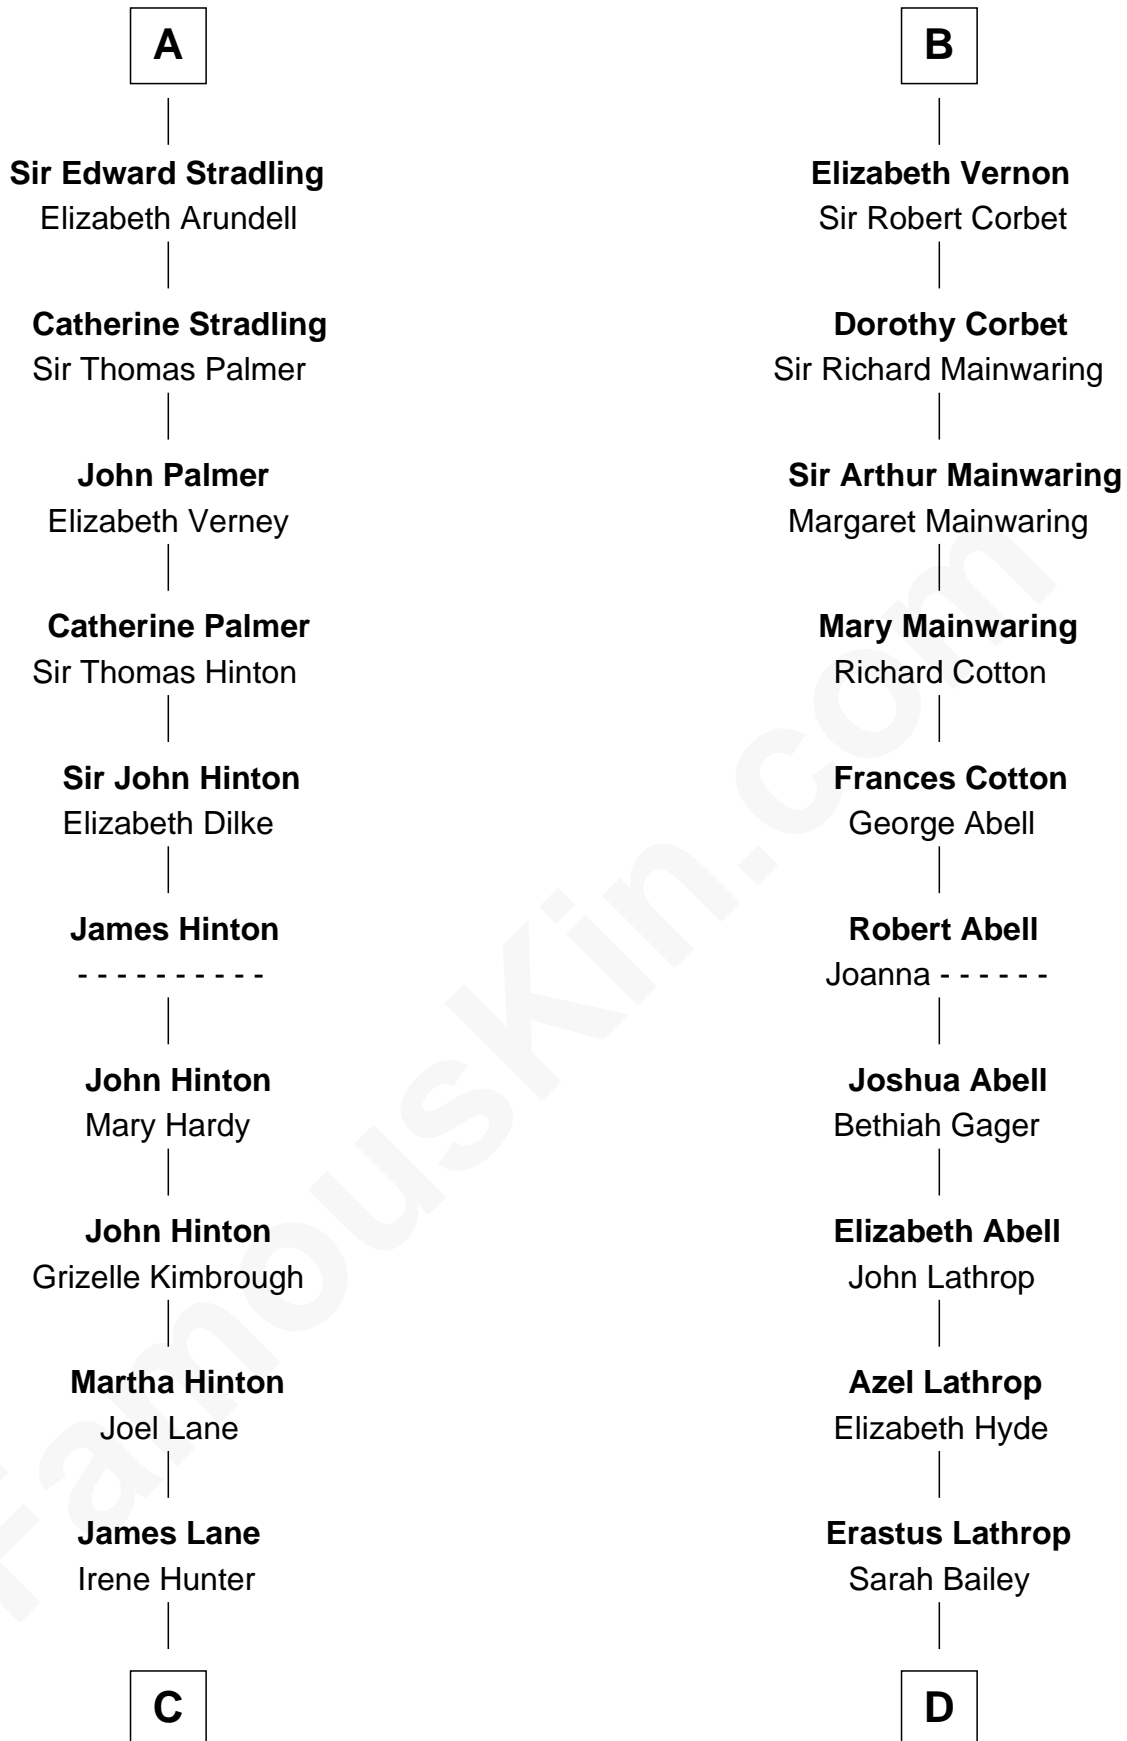 A
Sir Edward Stradling
Elizabeth Arundell
Catherine Stradling
Sir Thomas Palmer
John Palmer
Elizabeth Verney
Catherine Palmer
Sir Thomas Hinton
Sir John Hinton
Elizabeth Dilke
James Hinton
- - - - - - - - - -
John Hinton
Mary Hardy
John Hinton
Grizelle Kimbrough
Martha Hinton
Joel Lane
James Lane
Irene Hunter
C
B
Elizabeth Vernon
Sir Robert Corbet
Dorothy Corbet
Sir Richard Mainwaring
Sir Arthur Mainwaring
Margaret Mainwaring
Mary Mainwaring
Richard Cotton
Frances Cotton
George Abell
Robert Abell
Joanna - - - - - -
Joshua Abell
Bethiah Gager
Elizabeth Abell
John Lathrop
Azel Lathrop
Elizabeth Hyde
Erastus Lathrop
Sarah Bailey
D
FamousKin.com